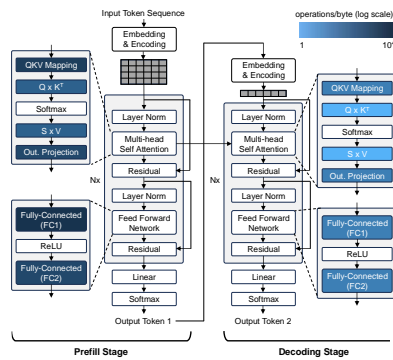 Input Token Sequence
operations/byte (log scale)
1
Embedding
& Encoding
QKV Mapping
Q x Kᵀ
Softmax
S x V
Out. Projection
Layer Norm
Multi-head
Self Attention
Residual
Nx
Layer Norm
Feed Forward
Network
Residual
Linear
Softmax
Output Token 1
Fully-Connected
(FC1)
ReLU
Fully-Connected
(FC2)
Prefill Stage
Embedding
& Encoding
Layer Norm
Multi-head
Self Attention
Residual
Nx
Layer Norm
Feed Forward
Network
Residual
Linear
Softmax
Output Token 2
QKV Mapping
Q x Kᵀ
Softmax
S x V
Out. Projection
Fully-Connected
(FC1)
ReLU
Fully-Connected
(FC2)
Decoding Stage